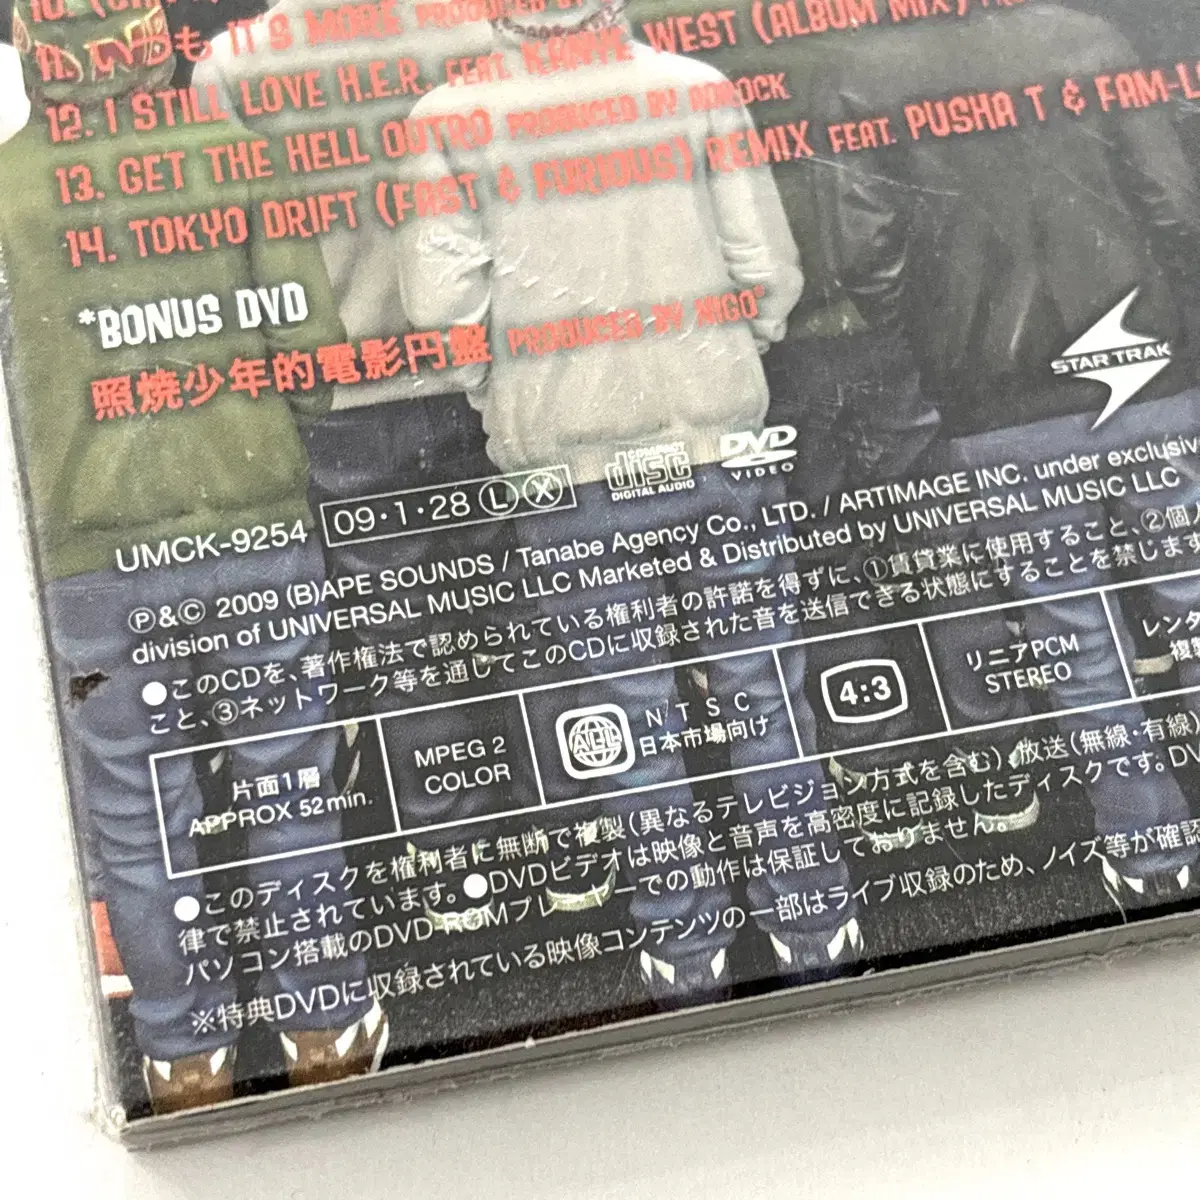 11. いつも IT'S MORE PRODUCED BY
12. I STILL LOVE H.E.R. FEAT. KANYE WEST (ALBUM MIX)
13. GET THE HELL OUTRO PRODUCED BY ADROCK
14. TOKYO DRIFT (FAST & FURIOUS) REMIX FEAT. PUSHA T & FAM-LA
*BONUS DVD
照焼少年的電影円盤 PRODUCED BY NIGO®
STAR TRAK
UMCK-9254 09・1・28 Ⓛ Ⓧ COMPACT disc DIGITAL AUDIO DVD VIDEO
Ⓟ&© 2009 (B)APE SOUNDS / Tanabe Agency Co., LTD. / ARTIMAGE INC. under exclusiv
division of UNIVERSAL MUSIC LLC Marketed & Distributed by UNIVERSAL MUSIC LLC
●このCDを、著作権法で認められている権利者の許諾を得ずに、①賃貸業に使用すること、②個
こと、③ネットワーク等を通じてこのCDに収録された音を送信できる状態にすることを禁じます
片面1層 APPROX 52min.
MPEG 2 COLOR
ALL NTSC 日本市場向け
4:3
リニアPCM STEREO
レンタ
複
●このディスクを権利者に無断で複製(異なるテレビジョン方式を含む)、放送(無線・有線)
律で禁止されています。●DVDビデオは映像と音声を高密度に記録したディスクです。DV
パソコン搭載のDVD-ROMプレーヤーでの動作は保証しておりません。
※特典DVDに収録されている映像コンテンツの一部はライブ収録のため、ノイズ等が確認